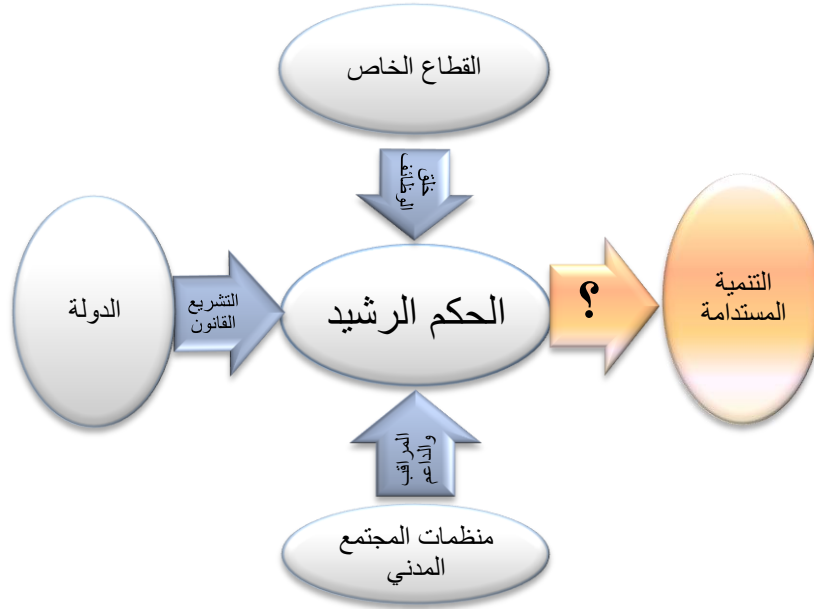 القطاع الخاص
خلق
الوظائف
الدولة
التشريع
القانون
الحكم الرشيد
؟
التنمية
المستدامة
المراقب
والداعم
منظمات المجتمع
المدني